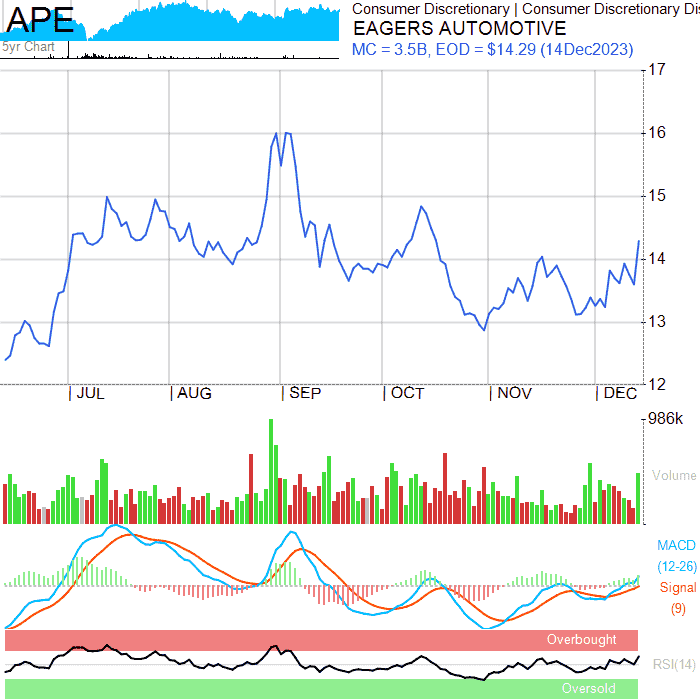 APE
5yr Chart
Consumer Discretionary | Consumer Discretionary Dis
EAGERS AUTOMOTIVE
MC = 3.5B, EOD = $14.29 (14Dec2023)
17
16
15
14
13
12
| JUL | AUG | SEP | OCT | NOV | DEC
986k
Volume
MACD
(12-26)
Signal
(9)
Overbought
RSI(14)
Oversold